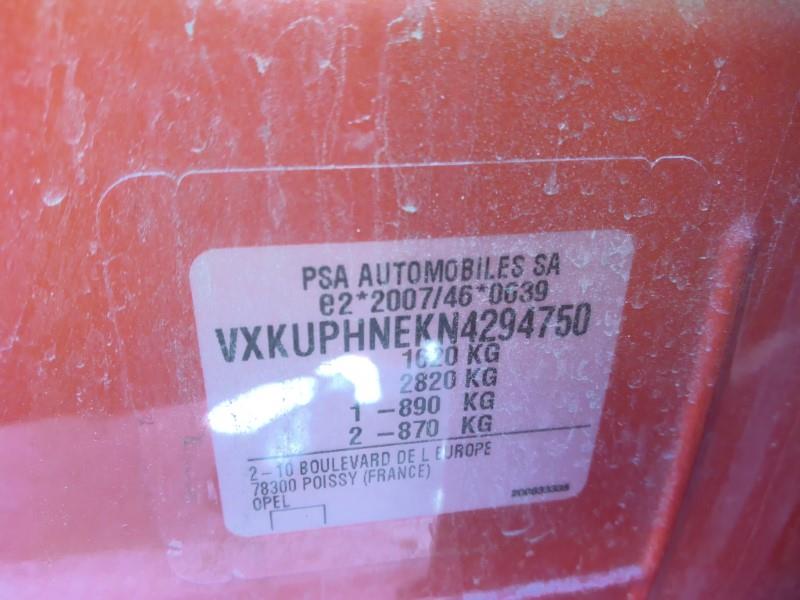 PSA AUTOMOBILES SA
e2*2007/46*0639
VXKUPHNEKN4294750
1620 KG
2820 KG
1 –890 KG
2 –870 KG
2–10 BOULEVARD DE L EUROPE
78300 POISSY (FRANCE)
OPEL